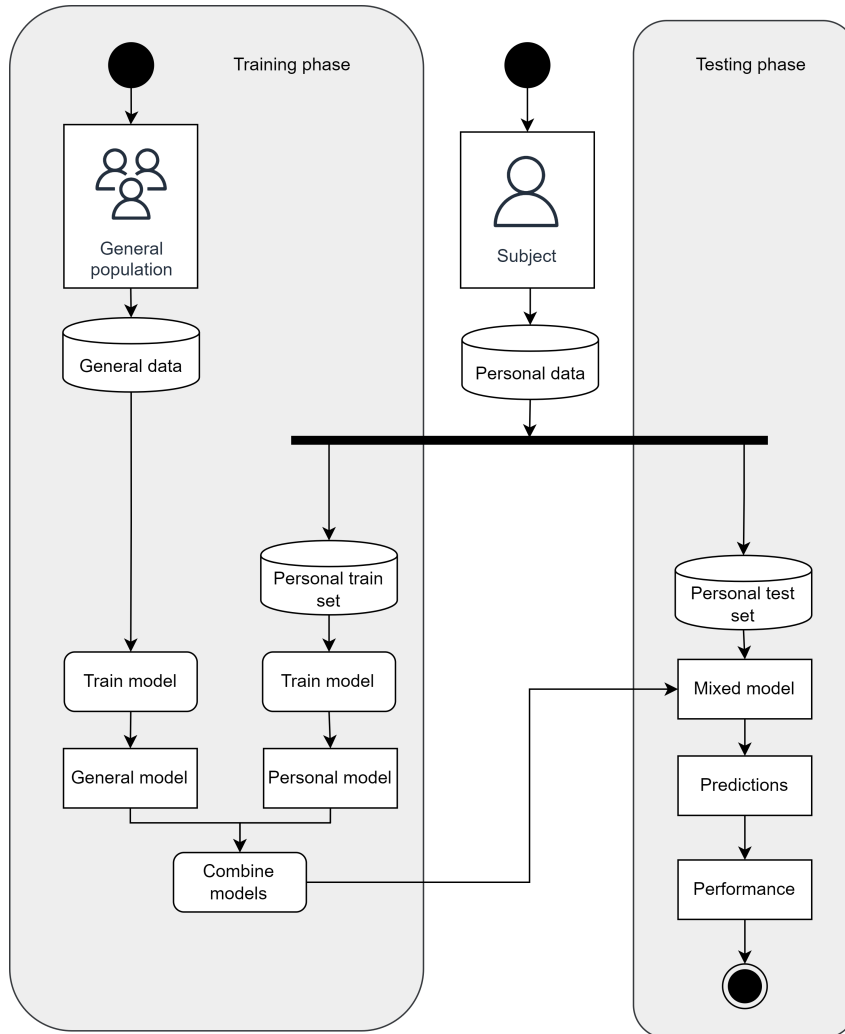 Training phase
Testing phase
General
population
Subject
General data
Personal data
Personal train
set
Personal test
set
Train model
Train model
Mixed model
General model
Personal model
Predictions
Combine
models
Performance